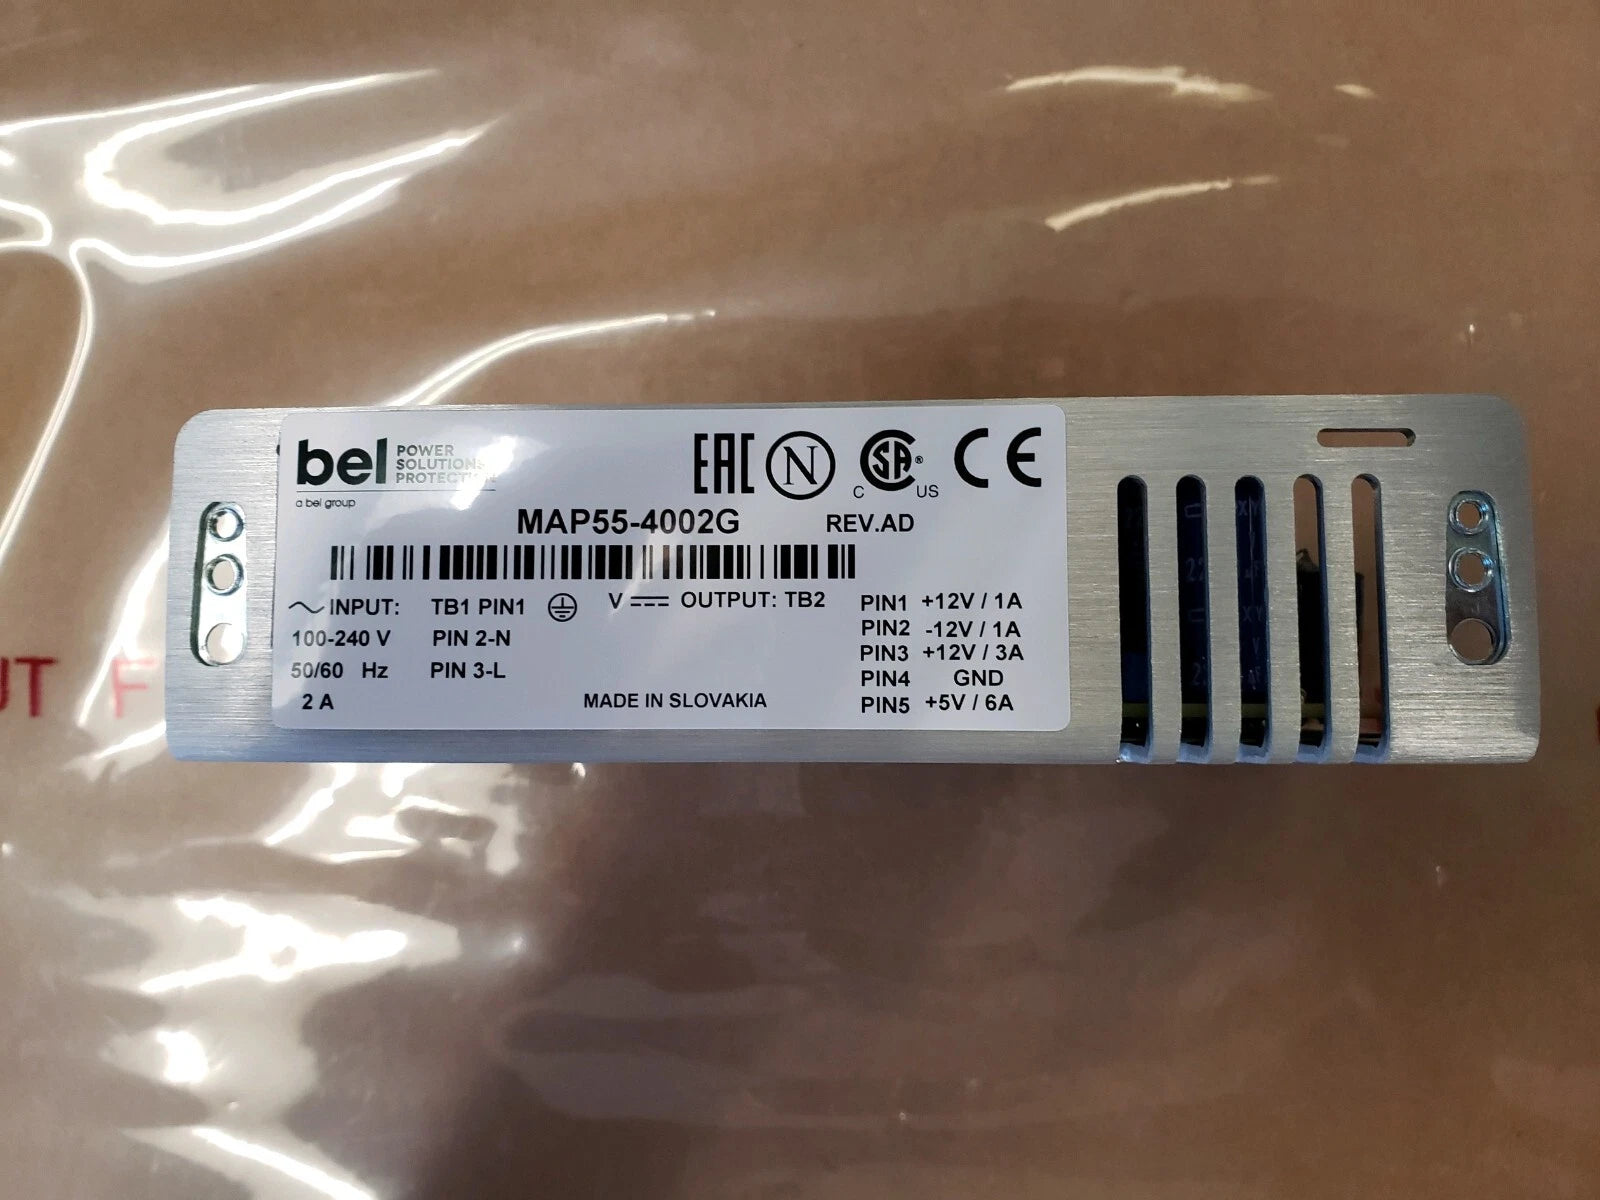 bel POWER
SOLUTIONS
PROTECTION
a bel group
EAC N CSA® C US CE
MAP55-4002G REV.AD
INPUT: TB1 PIN1 V OUTPUT: TB2 PIN1 +12V / 1A
100-240 V PIN 2-N PIN2 -12V / 1A
50/60 Hz PIN 3-L PIN3 +12V / 3A
PIN4 GND
2 A MADE IN SLOVAKIA PIN5 +5V / 6A